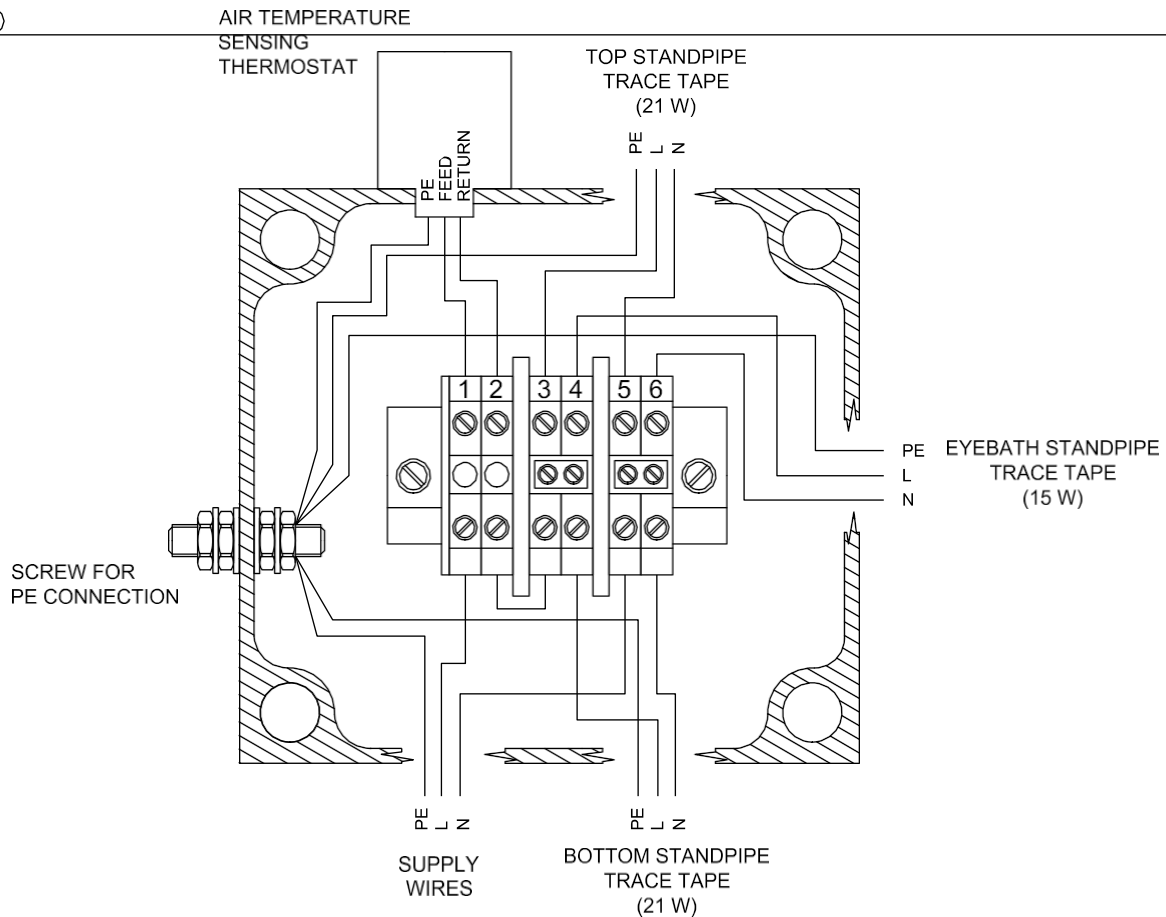 )
AIR TEMPERATURE
SENSING
THERMOSTAT
TOP STANDPIPE
TRACE TAPE
(21 W)
PE
L
N
PE
FEED
RETURN
1 2 3 4 5 6
PE
L
N
EYEBATH STANDPIPE
TRACE TAPE
(15 W)
SCREW FOR
PE CONNECTION
PE
L
N
SUPPLY
WIRES
PE
L
N
BOTTOM STANDPIPE
TRACE TAPE
(21 W)